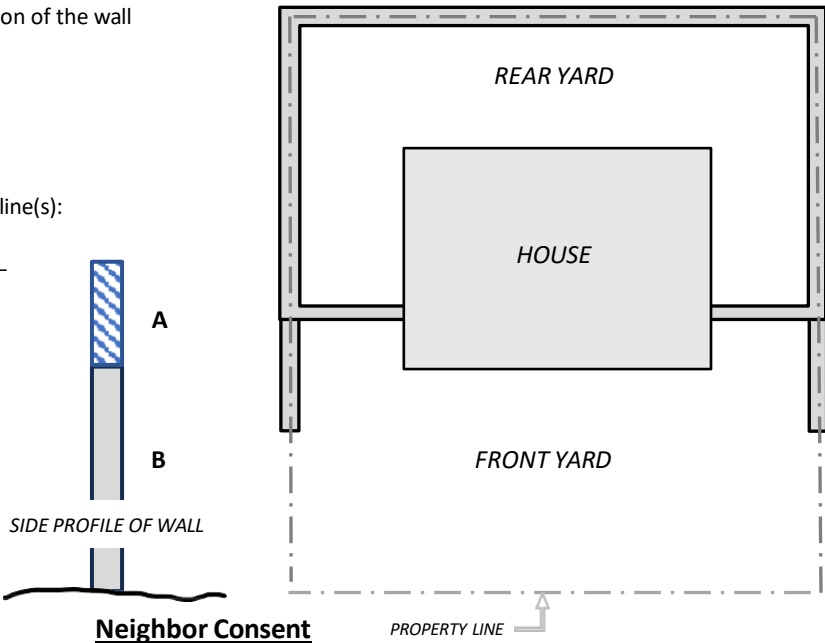 on of the wall
REAR YARD
line(s):
HOUSE
A
B
FRONT YARD
SIDE PROFILE OF WALL
Neighbor Consent
PROPERTY LINE